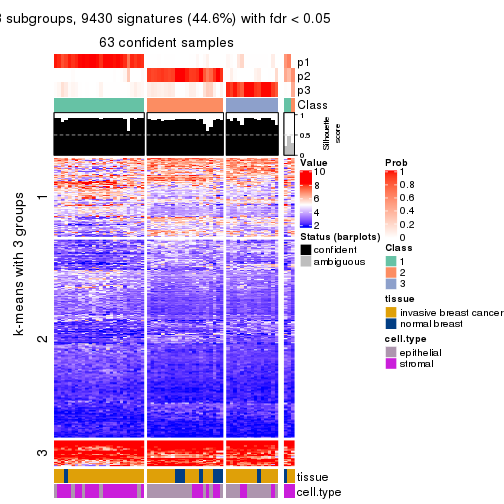 3 subgroups, 9430 signatures (44.6%) with fdr < 0.05
63 confident samples
p1
p2
p3
Class
1
0.5
0
Silhouette
score
k-means with 3 groups
1
2
3
tissue
cell.type
Value
10
8
6
4
2
Status (barplots)
confident
ambiguous
Prob
1
0.8
0.6
0.4
0.2
0
Class
1
2
3
tissue
invasive breast cancer
normal breast
cell.type
epithelial
stromal